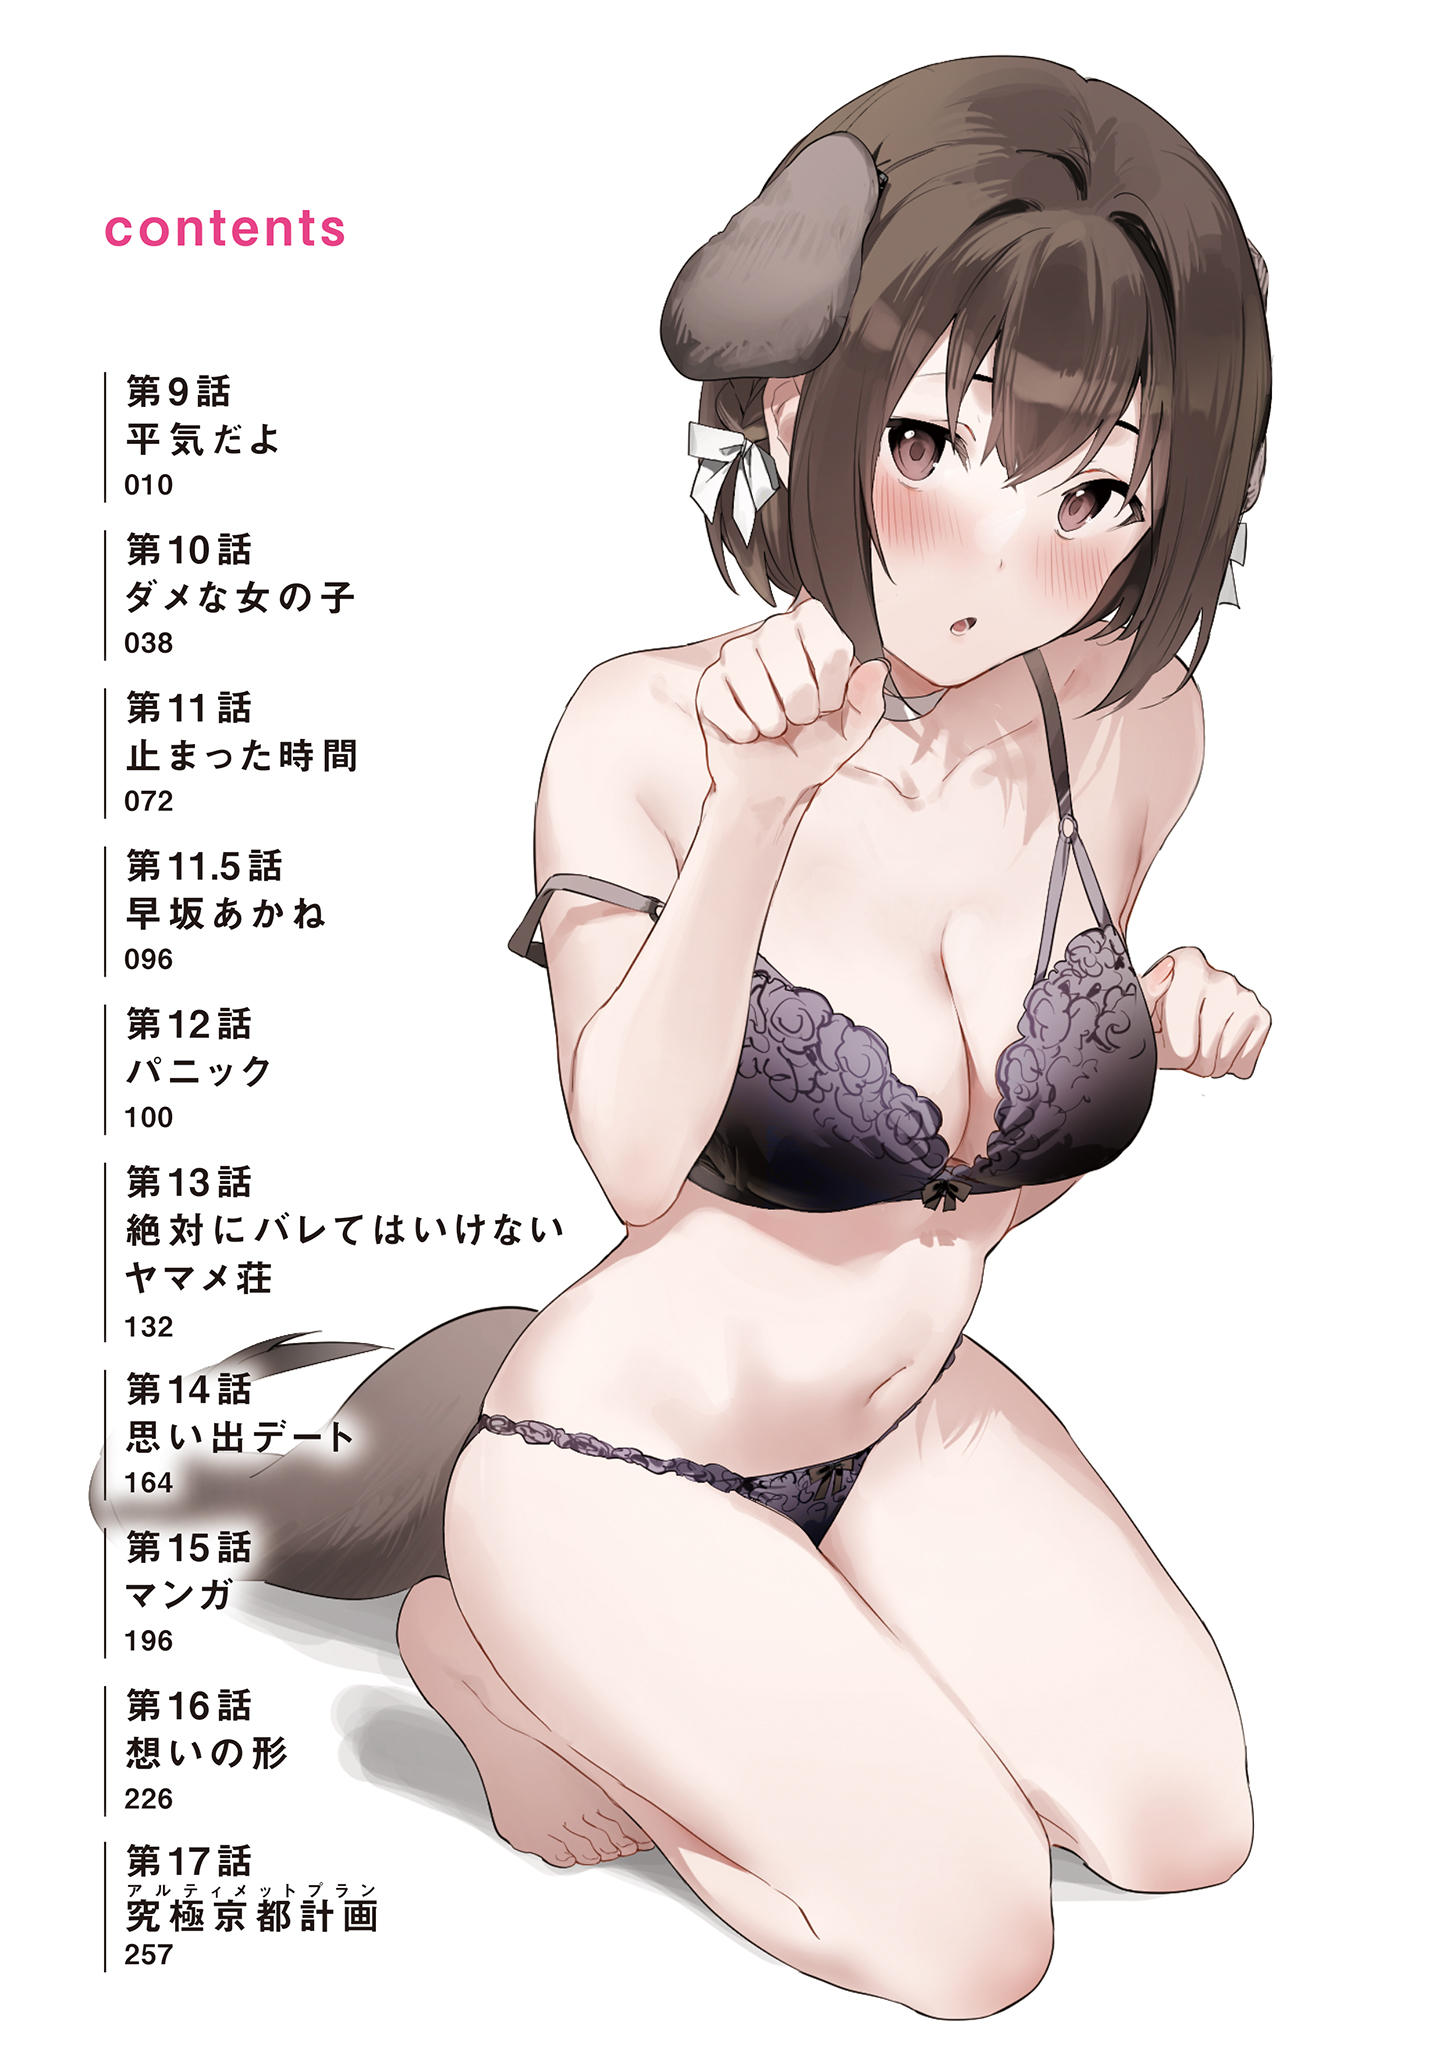 contents
第9話
平気だよ
010
第10話
ダメな女の子
038
第11話
止まった時間
072
第11.5話
早坂あかね
096
第12話
パニック
100
第13話
絶対にバレてはいけない
ヤマメ荘
132
第14話
思い出デート
164
第15話
マンガ
196
第16話
想いの形
226
第17話
アルティメットプラン
究極京都計画
257